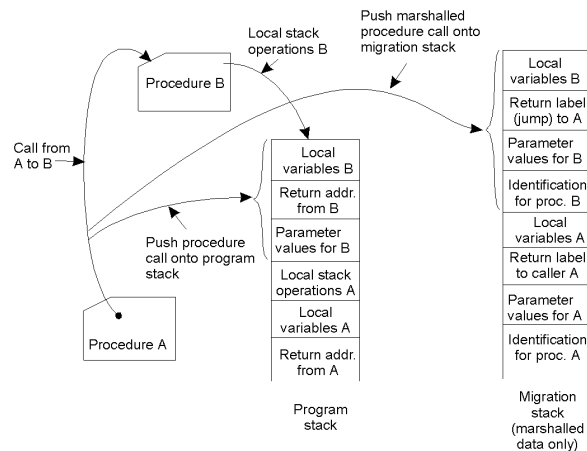 Local stack
operations B
Push marshalled
procedure call onto
migration stack
Procedure B
Call from
A to B
Push procedure
call onto program
stack
Procedure A
Local
variables B
Return addr.
from B
Parameter
values for B
Local stack
operations A
Local
variables A
Return addr.
from A
Program
stack
Local
variables B
Return label
(jump) to A
Parameter
values for B
Identification
for proc. B
Local
variables A
Return label
to caller A
Parameter
values for A
Identification
for proc. A
Migration
stack
(marshalled
data only)